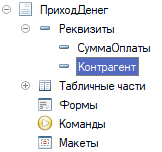 ПриходДенег
Реквизиты
СуммаОплаты
Контрагент
Табличные части
Формы
Команды
Макеты